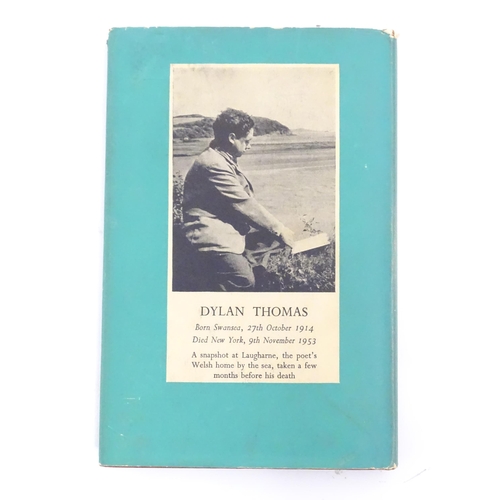 DYLAN THOMAS
Born Swansea, 27th October 1914
Died New York, 9th November 1953
A snapshot at Laugharne, the poet's
Welsh home by the sea, taken a few
months before his death